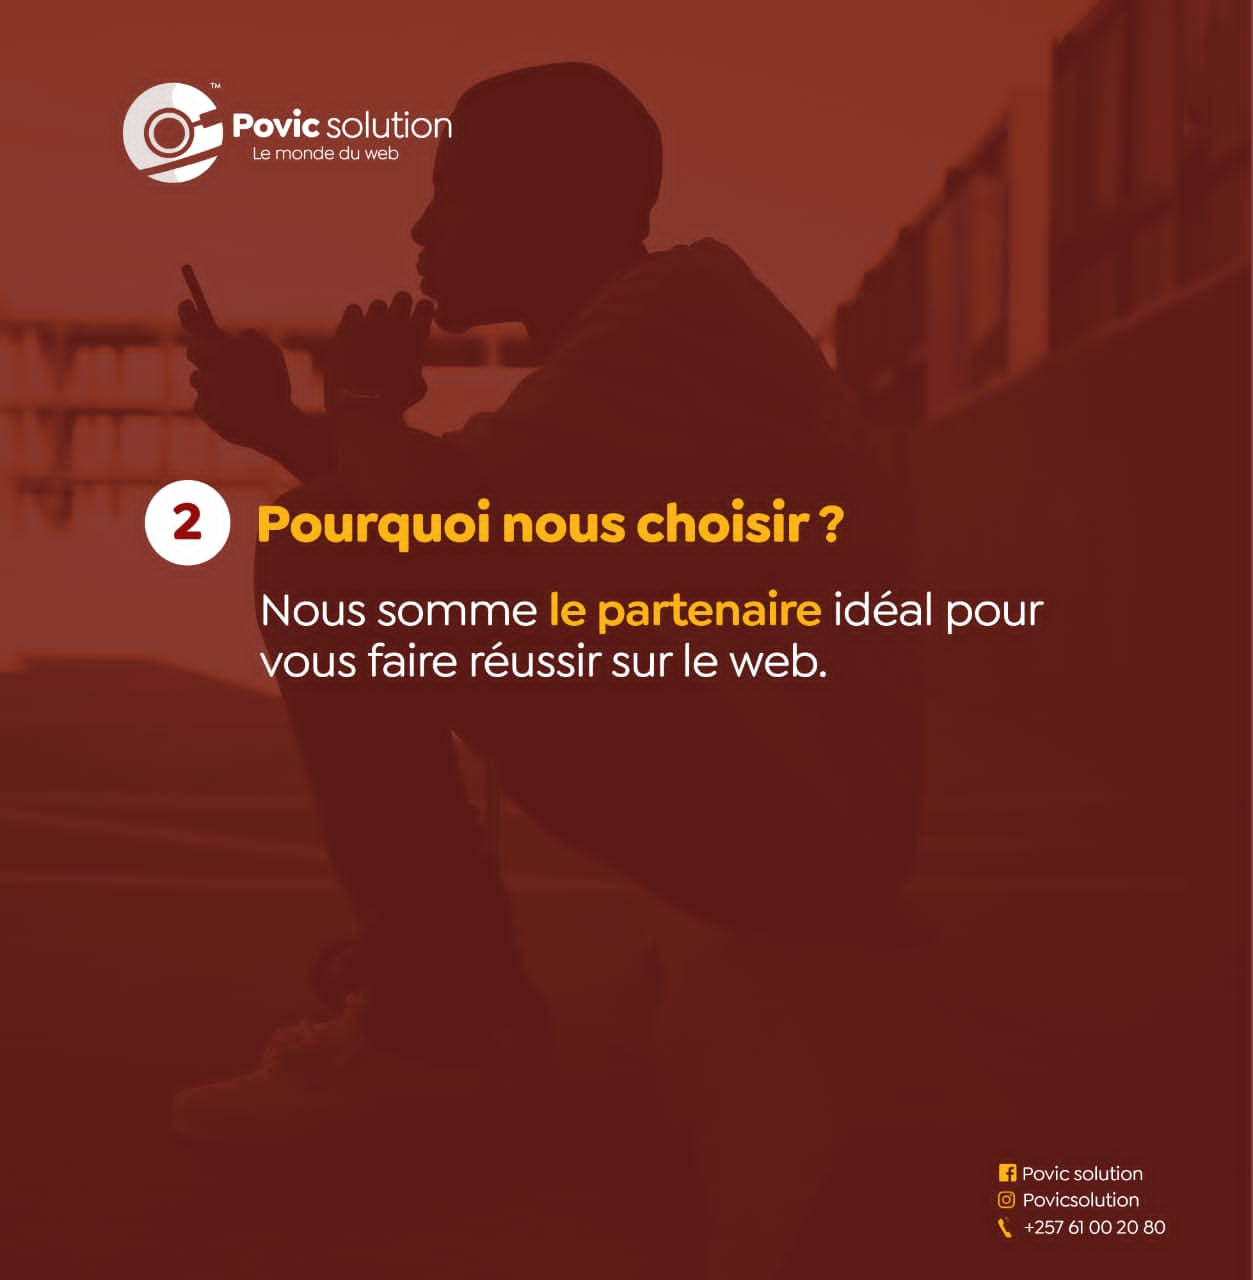 TM
Povic solution
Le monde du web
2 Pourquoi nous choisir ?
Nous somme le partenaire idéal pour
vous faire réussir sur le web.
Povic solution
Povicsolution
+257 61 00 20 80